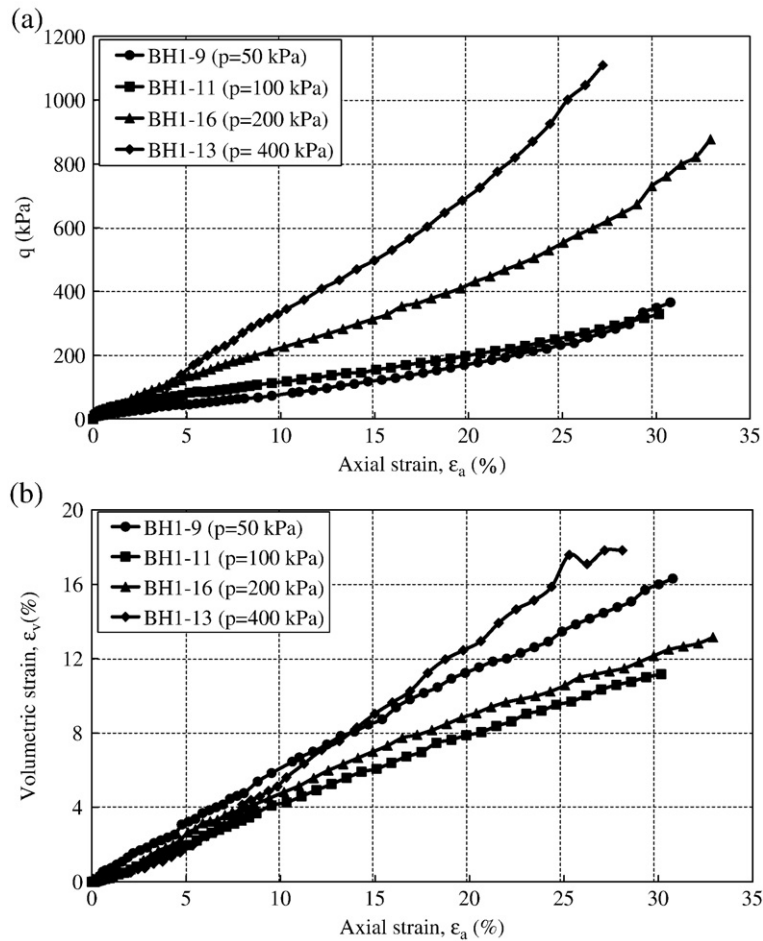 (a)
1200
1000
800
600
400
200
0
q (kPa)
BH1-9 (p=50 kPa)
BH1-11 (p=100 kPa)
BH1-16 (p=200 kPa)
BH1-13 (p= 400 kPa)
0 5 10 15 20 25 30 35
Axial strain, εa (%)
(b)
20
16
12
8
4
0
Volumetric strain, εv(%)
BH1-9 (p=50 kPa)
BH1-11 (p=100 kPa)
BH1-16 (p=200 kPa)
BH1-13 (p=400 kPa)
0 5 10 15 20 25 30 35
Axial strain, εa (%)